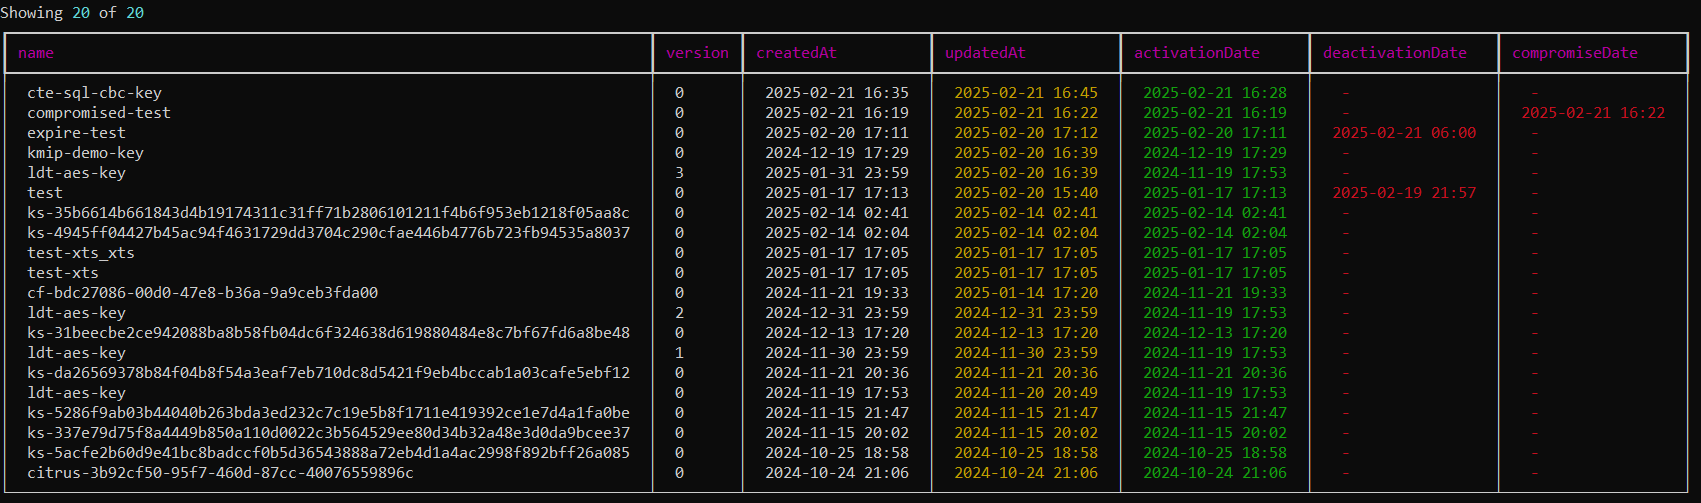 Showing 20 of 20
name version createdAt updatedAt activationDate deactivationDate compromiseDate
cte-sql-cbc-key 0 2025-02-21 16:35 2025-02-21 16:45 2025-02-21 16:28 - -
compromised-test 0 2025-02-21 16:19 2025-02-21 16:22 2025-02-21 16:19 - 2025-02-21 16:22
expire-test 0 2025-02-20 17:11 2025-02-20 17:12 2025-02-20 17:11 2025-02-21 06:00 -
kmip-demo-key 0 2024-12-19 17:29 2025-02-20 16:39 2024-12-19 17:29 - -
ldt-aes-key 3 2025-01-31 23:59 2025-02-20 16:39 2024-11-19 17:53 - -
test 0 2025-01-17 17:13 2025-02-20 15:40 2025-01-17 17:13 2025-02-19 21:57 -
ks-35b6614b661843d4b19174311c31ff71b2806101211f4b6f953eb1218f05aa8c 0 2025-02-14 02:41 2025-02-14 02:41 2025-02-14 02:41 - -
ks-4945ff04427b45ac94f4631729dd3704c290cfae446b4776b723fb94535a8037 0 2025-02-14 02:04 2025-02-14 02:04 2025-02-14 02:04 - -
test-xts_xts 0 2025-01-17 17:05 2025-01-17 17:05 2025-01-17 17:05 - -
test-xts 0 2025-01-17 17:05 2025-01-17 17:05 2025-01-17 17:05 - -
cf-bdc27086-00d0-47e8-b36a-9a9ceb3fda00 0 2024-11-21 19:33 2025-01-14 17:20 2024-11-21 19:33 - -
ldt-aes-key 2 2024-12-31 23:59 2024-12-31 23:59 2024-11-19 17:53 - -
ks-31beecbe2ce942088ba8b58fb04dc6f324638d619880484e8c7bf67fd6a8be48 0 2024-12-13 17:20 2024-12-13 17:20 2024-12-13 17:20 - -
ldt-aes-key 1 2024-11-30 23:59 2024-11-30 23:59 2024-11-19 17:53 - -
ks-da26569378b84f04b8f54a3eaf7eb710dc8d5421f9eb4bccab1a03cafe5ebf12 0 2024-11-21 20:36 2024-11-21 20:36 2024-11-21 20:36 - -
ldt-aes-key 0 2024-11-19 17:53 2024-11-20 20:49 2024-11-19 17:53 - -
ks-5286f9ab03b44040b263bda3ed232c7c19e5b8f1711e419392ce1e7d4a1fa0be 0 2024-11-15 21:47 2024-11-15 21:47 2024-11-15 21:47 - -
ks-337e79d75f8a4449b850a110d0022c3b564529ee80d34b32a48e3d0da9bcee37 0 2024-11-15 20:02 2024-11-15 20:02 2024-11-15 20:02 - -
ks-5acfe2b60d9e41bc8badccf0b5d36543888a72eb4d1a4ac2998f892bff26a085 0 2024-10-25 18:58 2024-10-25 18:58 2024-10-25 18:58 - -
citrus-3b92cf50-95f7-460d-87cc-40076559896c 0 2024-10-24 21:06 2024-10-24 21:06 2024-10-24 21:06 - -